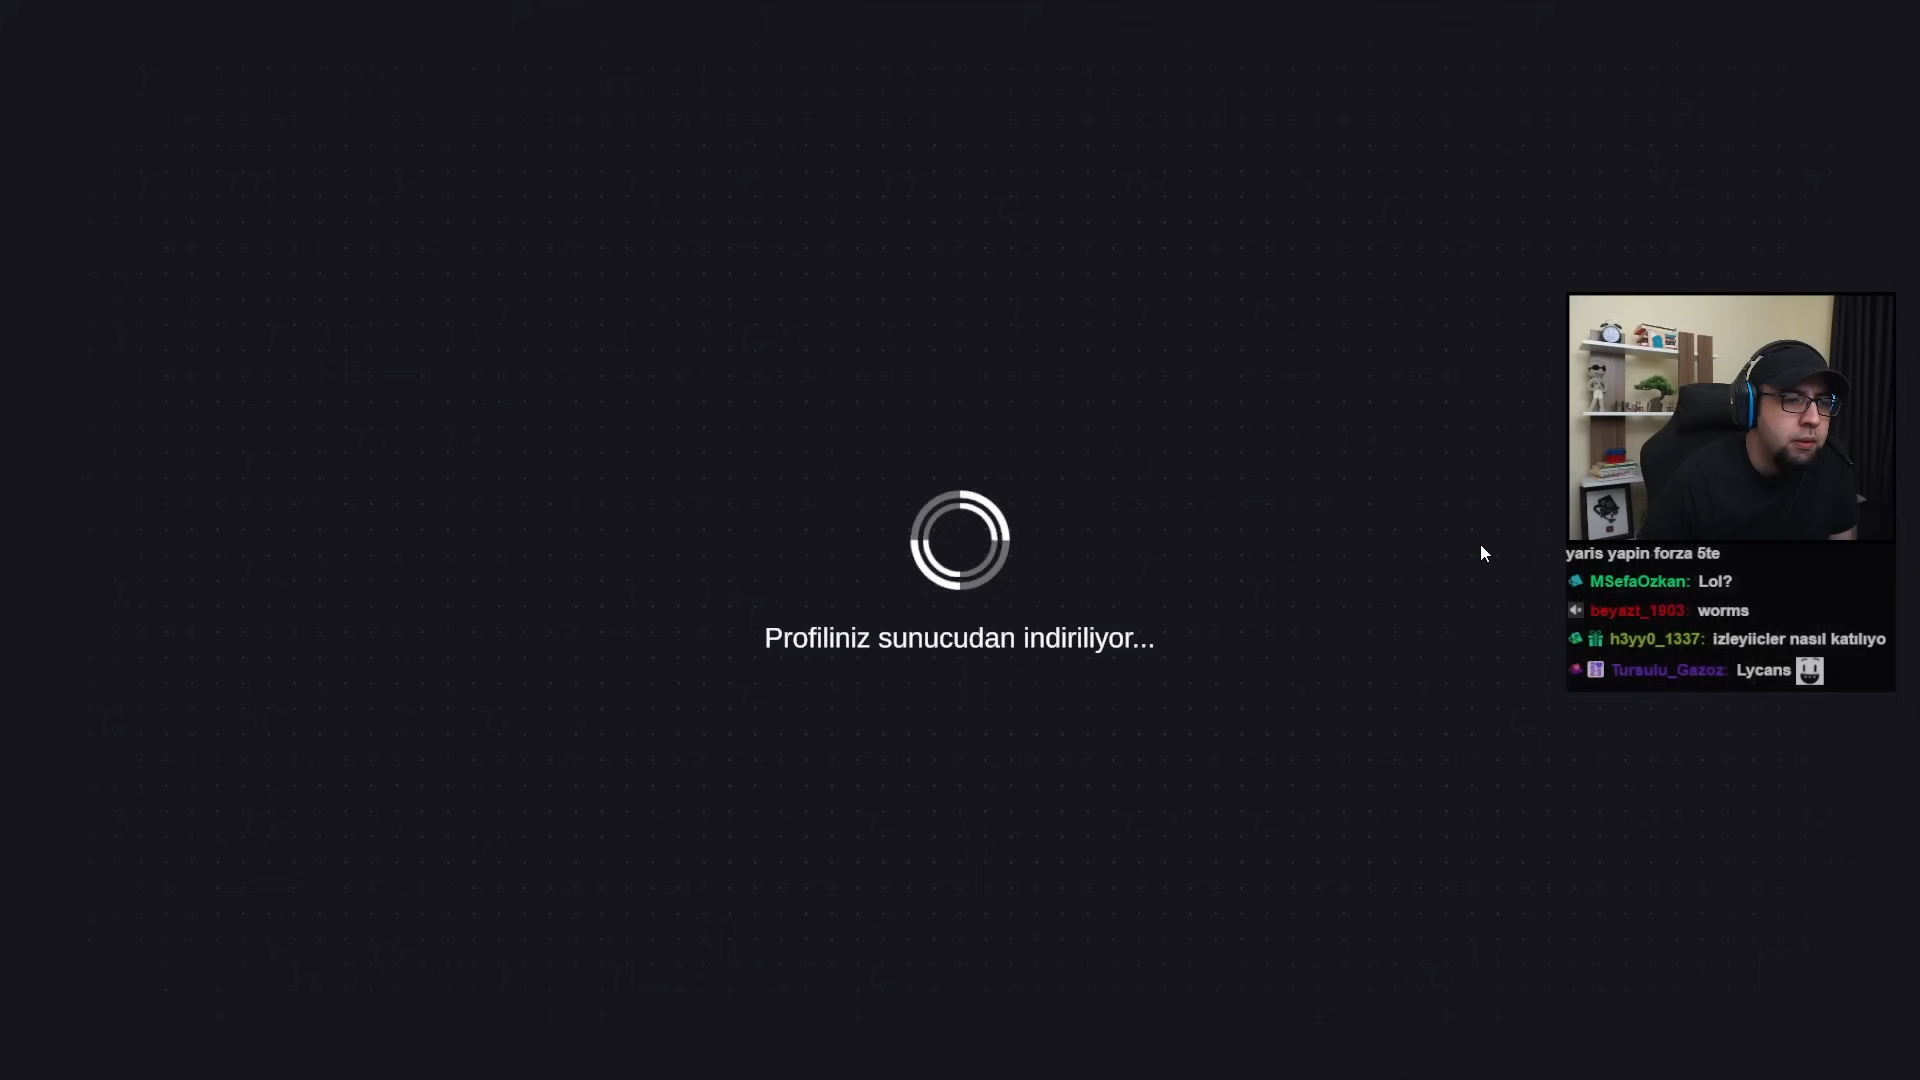 Profiliniz sunucudan indiriliyor...
yaris yapin forza 5te
MSefaOzkan: Lol?
beyazt_1903: worms
h3yy0_1337: izleyiicler nasıl katılıyo
Tursulu_Gazoz: Lycans